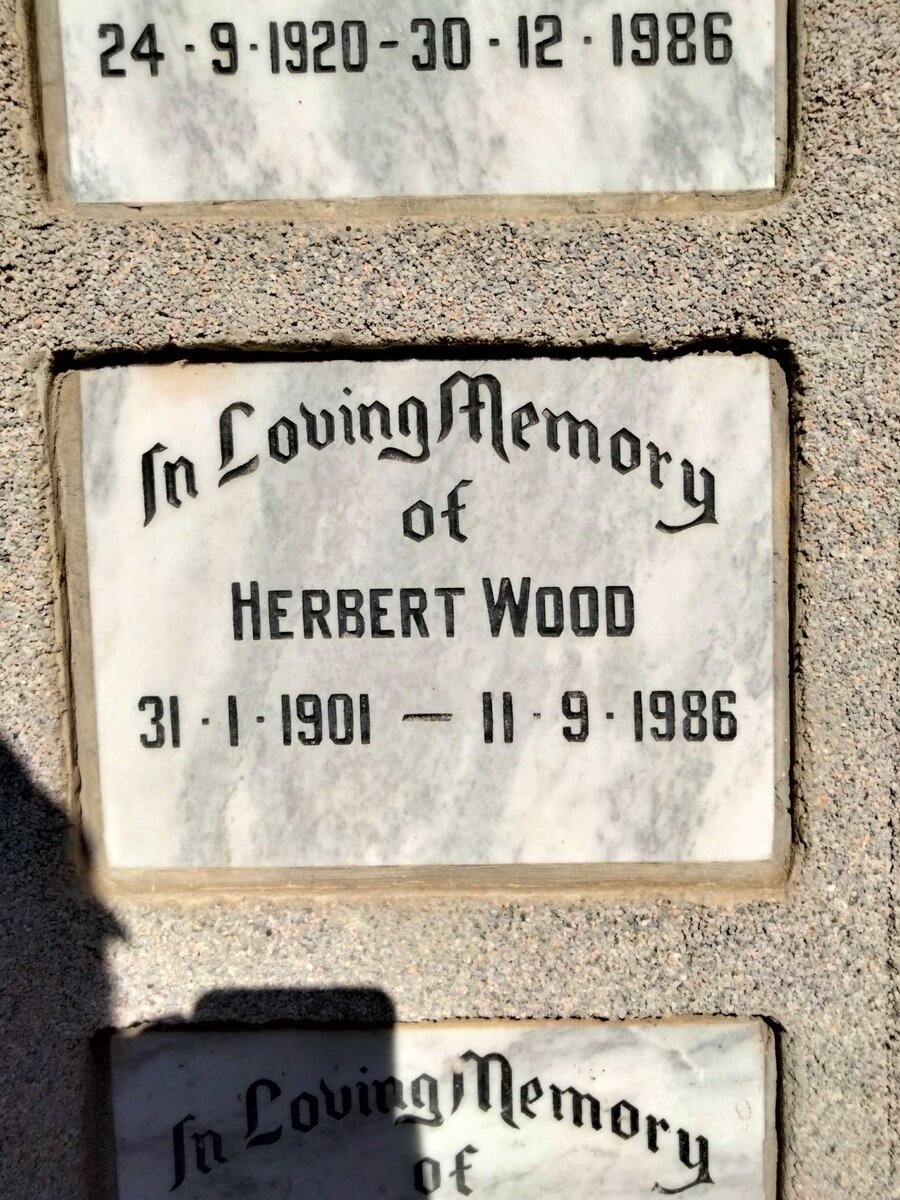 24·9·1920-30·12·1986
In Loving Memory
of
HERBERT WOOD
31·1·1901 — 11·9·1986
In Loving Memory
of